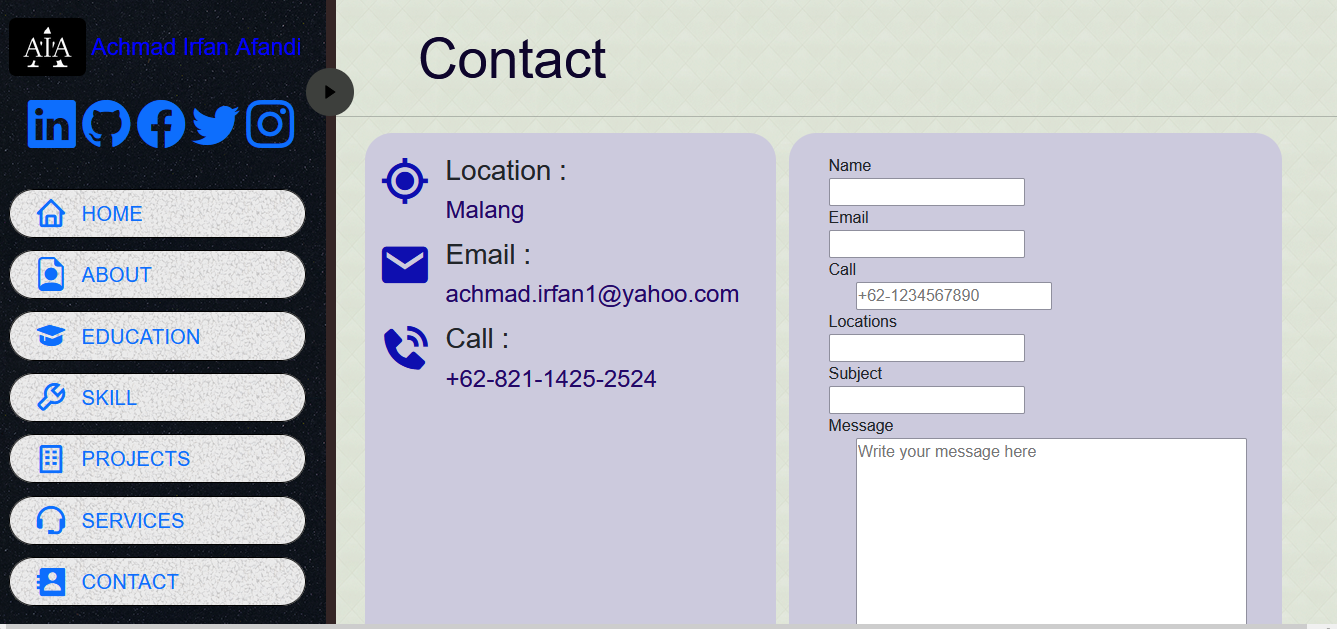 AIA Achmad Irfan Afandi
in
HOME
ABOUT
EDUCATION
SKILL
PROJECTS
SERVICES
CONTACT
Contact
Location :
Malang
Email :
achmad.irfan1@yahoo.com
Call :
+62-821-1425-2524
Name
Email
Call
+62-1234567890
Locations
Subject
Message
Write your message here